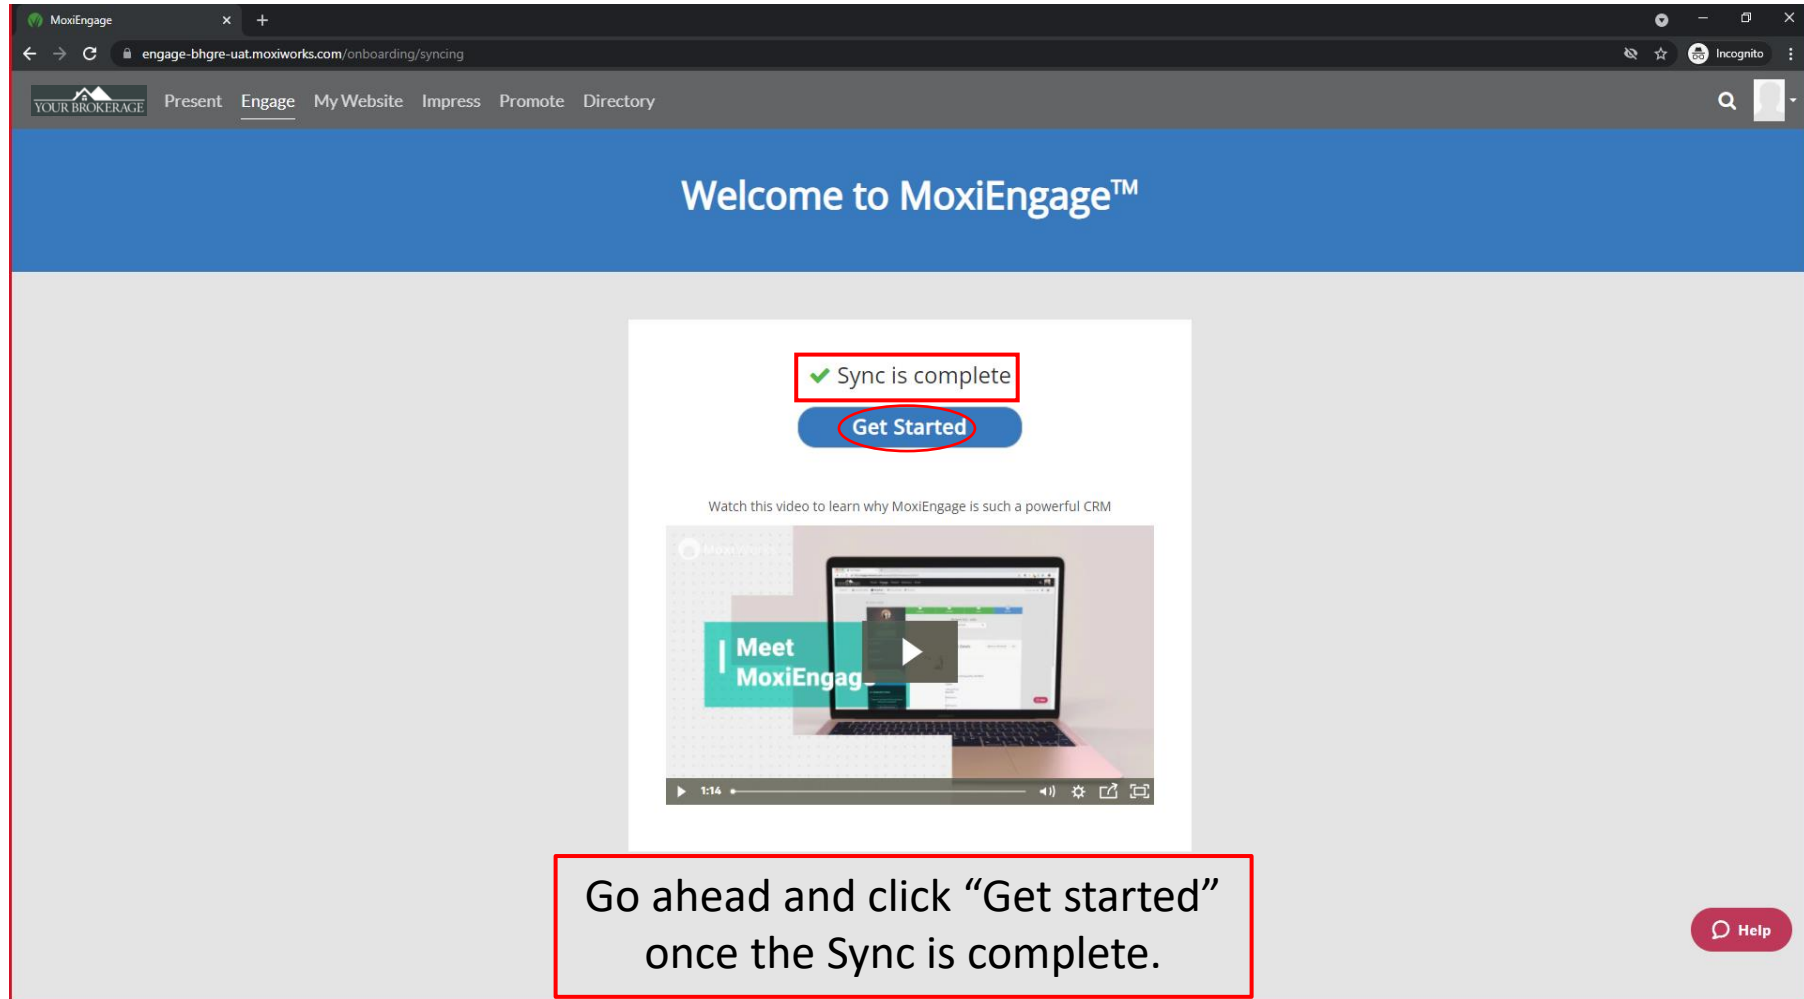 MoxiEngage
engage-bhgre-uat.moxiworks.com/onboarding/syncing
Incognito
YOUR BROKERAGE Present Engage My Website Impress Promote Directory
Welcome to MoxiEngage™
Sync is complete
Get Started
Watch this video to learn why MoxiEngage is such a powerful CRM
Meet
MoxiEngage
1:14
Go ahead and click “Get started”
once the Sync is complete.
Help